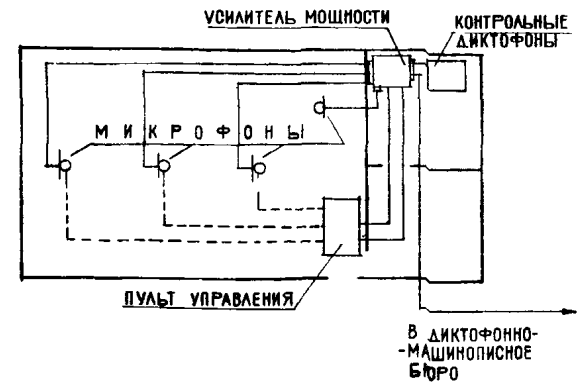 УСИЛИТЕЛЬ МОЩНОСТИ
КОНТРОЛЬНЫЕ
ДИКТОФОНЫ
МИКРОФОНЫ
ПУЛЬТ УПРАВЛЕНИЯ
В ДИКТОФОННО-
-МАШИНОПИСНОЕ
БЮРО